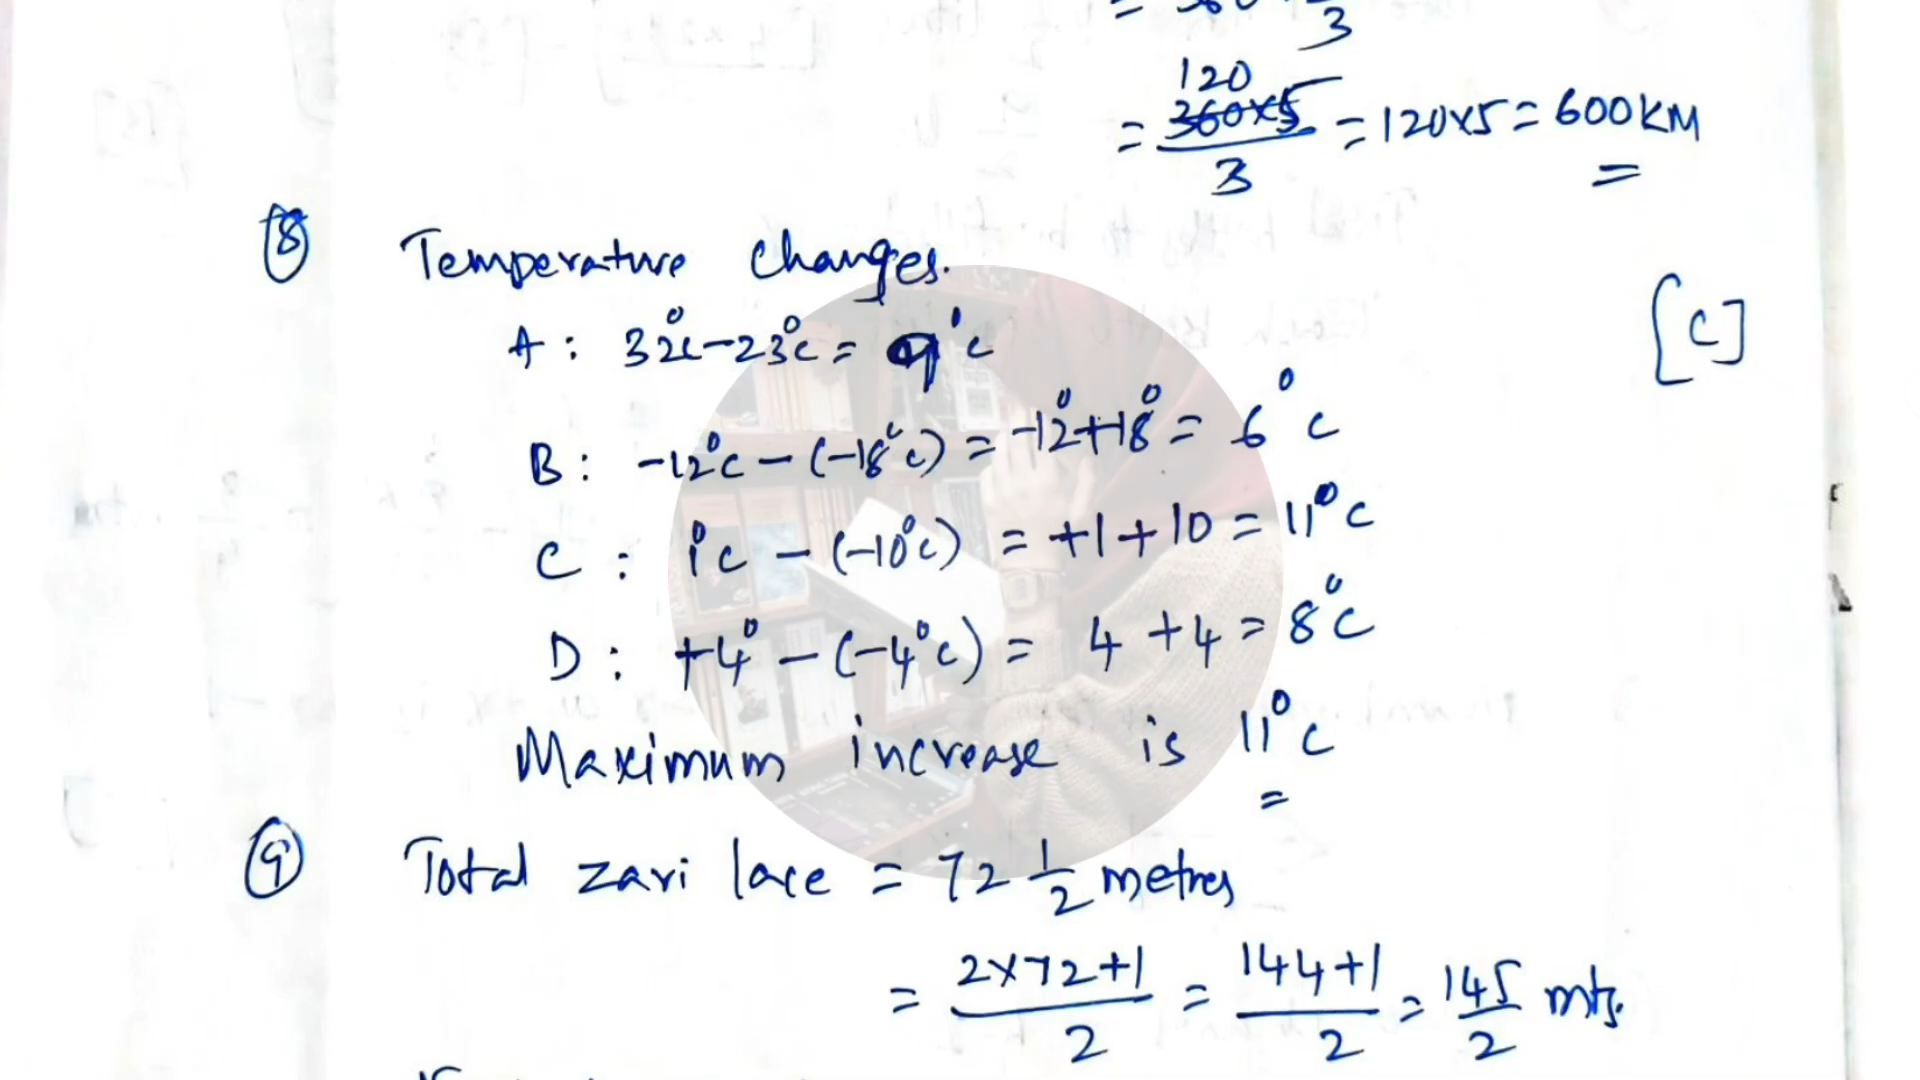 3
120
= 360×5/3 = 120×5 = 600KM
⑧ Temperature changes.
[C]
A : 32°c-23°c = 9°c
B : -12°c - (-18°c) = -12°+18° = 6°c
C : 1°c - (-10°c) = +1+10 = 11°c
D : +4° - (-4°c) = 4 + 4 = 8°c
Maximum increase is 11°c
⑨ Total zari lace = 72 1/2 metres
= 2×72+1/2 = 144+1/2 = 145/2 mts.